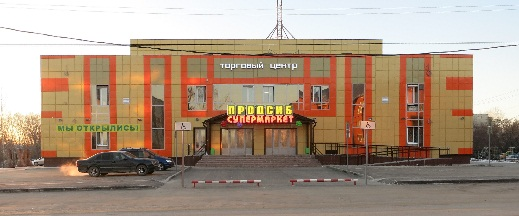 ТОРГОВЫЙ ЦЕНТР
ПРОДСИБ
СУПЕРМАРКЕТ
МЫ ОТКРЫЛИСЬ!